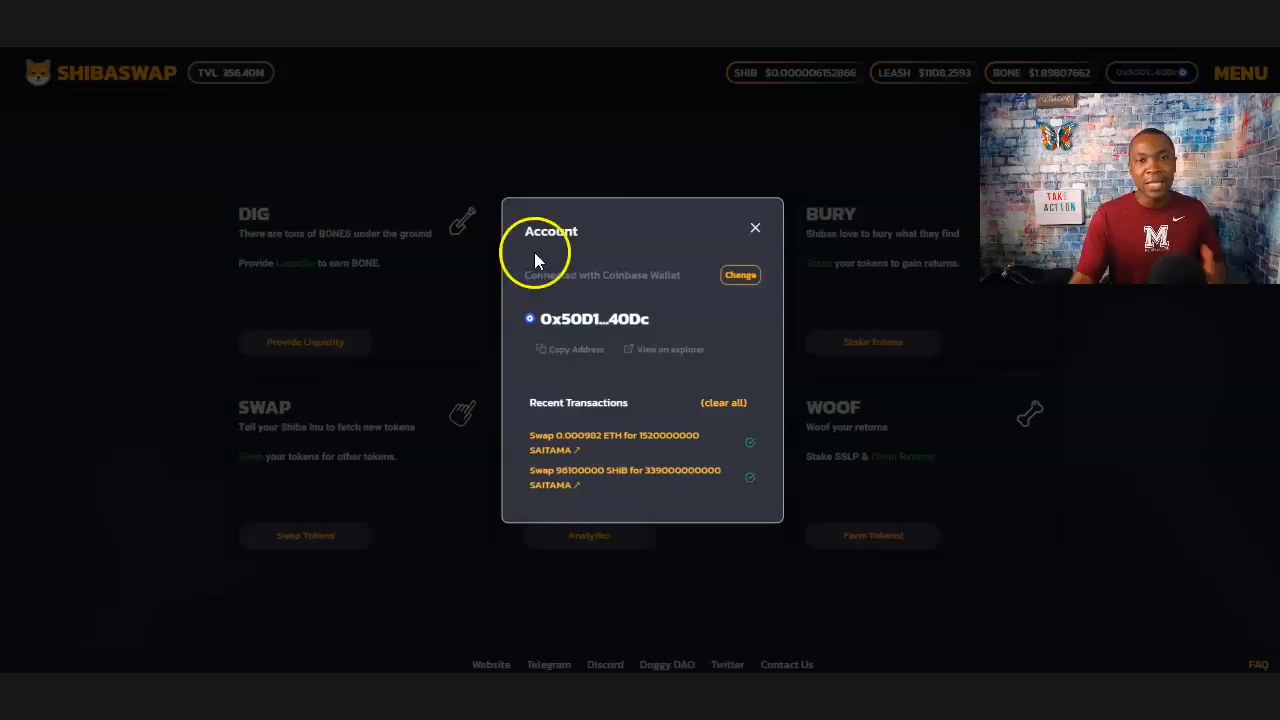 SHIBASWAP
TVL 356.40M
SHIB $0.000006152866
LEASH $1108.2593
BONE $1.89807662
0x50D1...40Dc
MENU
Achieve
TAKE
ACTION
M
DIG
There are tons of BONES under the ground
Provide Liquidity to earn BONE.
Provide Liquidity
BURY
Shibas love to bury what they find
Stake your tokens to gain returns.
Stake Tokens
Account
Connected with Coinbase Wallet
Change
0x50D1...40Dc
Copy Address
View on explorer
Recent Transactions
(clear all)
Swap 0.000982 ETH for 1520000000
SAITAMA ↗
Swap 96100000 SHIB for 339000000000
SAITAMA ↗
SWAP
Tell your Shiba Inu to fetch new tokens
Swap your tokens for other tokens.
Swap Tokens
Analytics
WOOF
Woof your returns
Stake SSLP & Claim Returns
Farm Tokens!
Website
Telegram
Discord
Doggy DAO
Twitter
Contact Us
FAQ